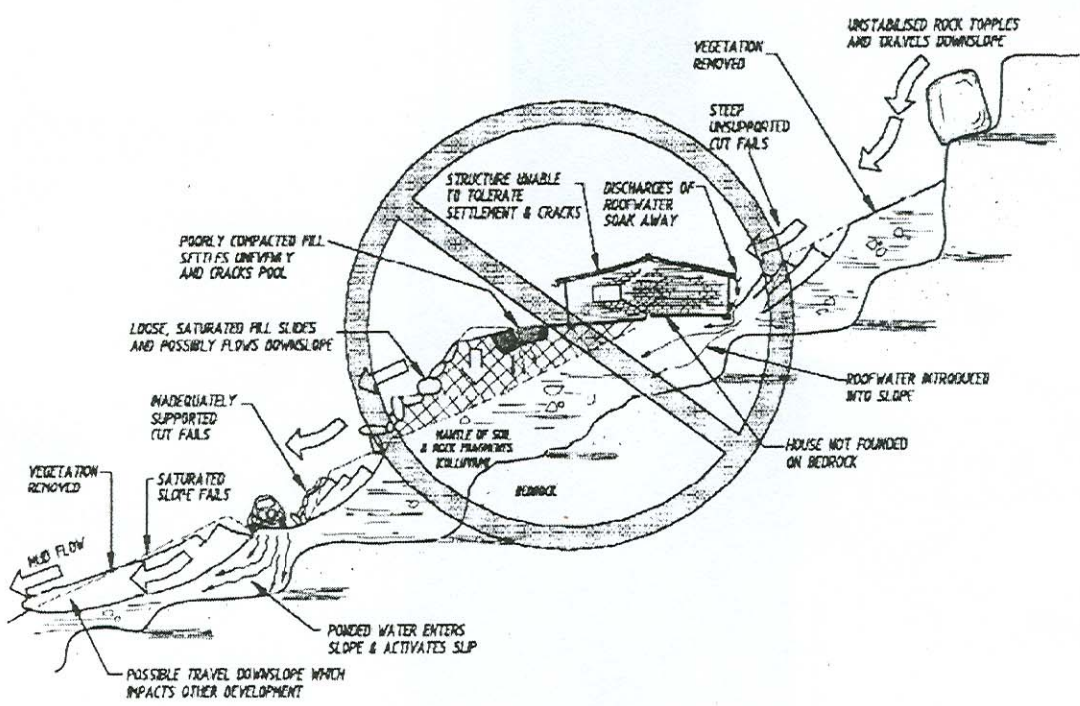 UNSTABILISED ROCK TOPPLES
AND TRAVELS DOWNSLOPE
VEGETATION
REMOVED
STEEP
UNSUPPORTED
CUT FAILS
STRUCTURE UNABLE
TO TOLERATE
SETTLEMENT & CRACKS
DISCHARGES OF
ROOFWATER
SOAK AWAY
POORLY COMPACTED FILL
SETTLES UNEVENLY
AND CRACKS POOL
LOOSE, SATURATED FILL SLIDES
AND POSSIBLY FLOWS DOWNSLOPE
ROOFWATER INTRODUCED
INTO SLOPE
INADEQUATELY
SUPPORTED
CUT FAILS
HOUSE NOT FOUNDED
ON BEDROCK
MANTLE OF SOIL
& ROCK FRAGMENTS
(COLLUVIUM)
BEDROCK
VEGETATION
REMOVED
SATURATED
SLOPE FAILS
MUD FLOW
PONDED WATER ENTERS
SLOPE & ACTIVATES SLIP
POSSIBLE TRAVEL DOWNSLOPE WHICH
IMPACTS OTHER DEVELOPMENT